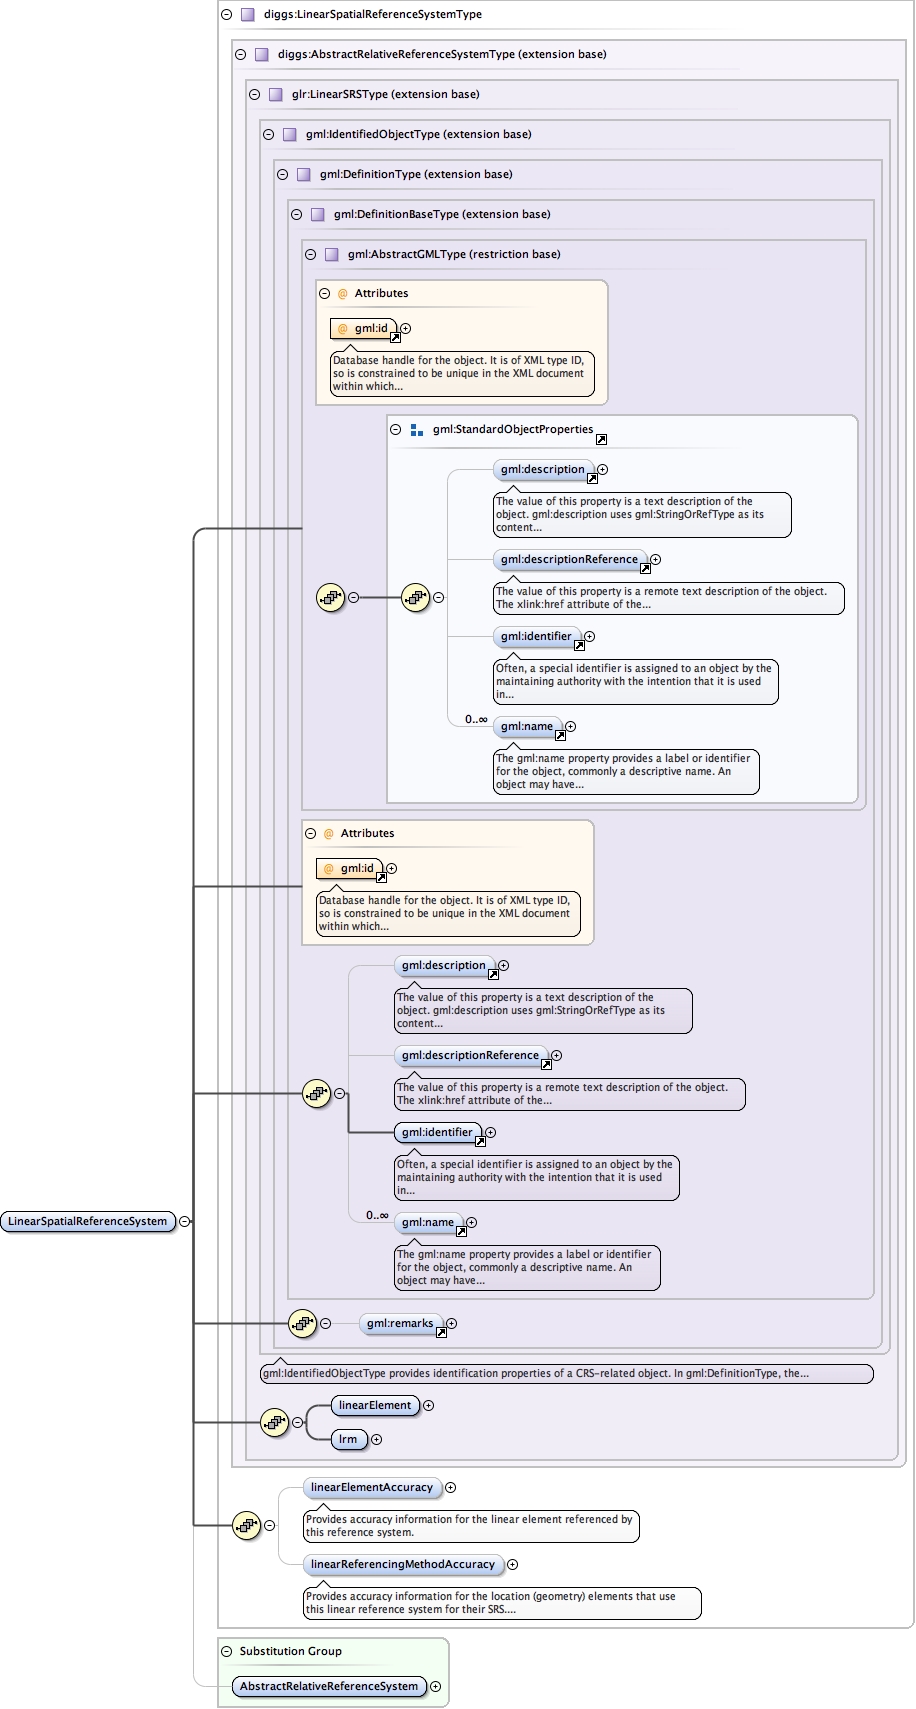 diggs:LinearSpatialReferenceSystemType
diggs:AbstractRelativeReferenceSystemType (extension base)
glr:LinearSRSType (extension base)
gml:IdentifiedObjectType (extension base)
gml:DefinitionType (extension base)
gml:DefinitionBaseType (extension base)
gml:AbstractGMLType (restriction base)
@ Attributes
@ gml:id
Database handle for the object. It is of XML type ID,
so is constrained to be unique in the XML document
within which...
gml:StandardObjectProperties
gml:description
The value of this property is a text description of the
object. gml:description uses gml:StringOrRefType as its
content...
gml:descriptionReference
The value of this property is a remote text description of the object.
The xlink:href attribute of the...
gml:identifier
Often, a special identifier is assigned to an object by the
maintaining authority with the intention that it is used
in...
0..∞ gml:name
The gml:name property provides a label or identifier
for the object, commonly a descriptive name. An
object may have...
@ Attributes
@ gml:id
Database handle for the object. It is of XML type ID,
so is constrained to be unique in the XML document
within which...
gml:description
The value of this property is a text description of the
object. gml:description uses gml:StringOrRefType as its
content...
gml:descriptionReference
The value of this property is a remote text description of the object.
The xlink:href attribute of the...
gml:identifier
Often, a special identifier is assigned to an object by the
maintaining authority with the intention that it is used
in...
0..∞ gml:name
The gml:name property provides a label or identifier
for the object, commonly a descriptive name. An
object may have...
LinearSpatialReferenceSystem
gml:remarks
gml:IdentifiedObjectType provides identification properties of a CRS-related object. In gml:DefinitionType, the...
linearElement
lrm
linearElementAccuracy
Provides accuracy information for the linear element referenced by
this reference system.
linearReferencingMethodAccuracy
Provides accuracy information for the location (geometry) elements that use
this linear reference system for their SRS....
Substitution Group
AbstractRelativeReferenceSystem